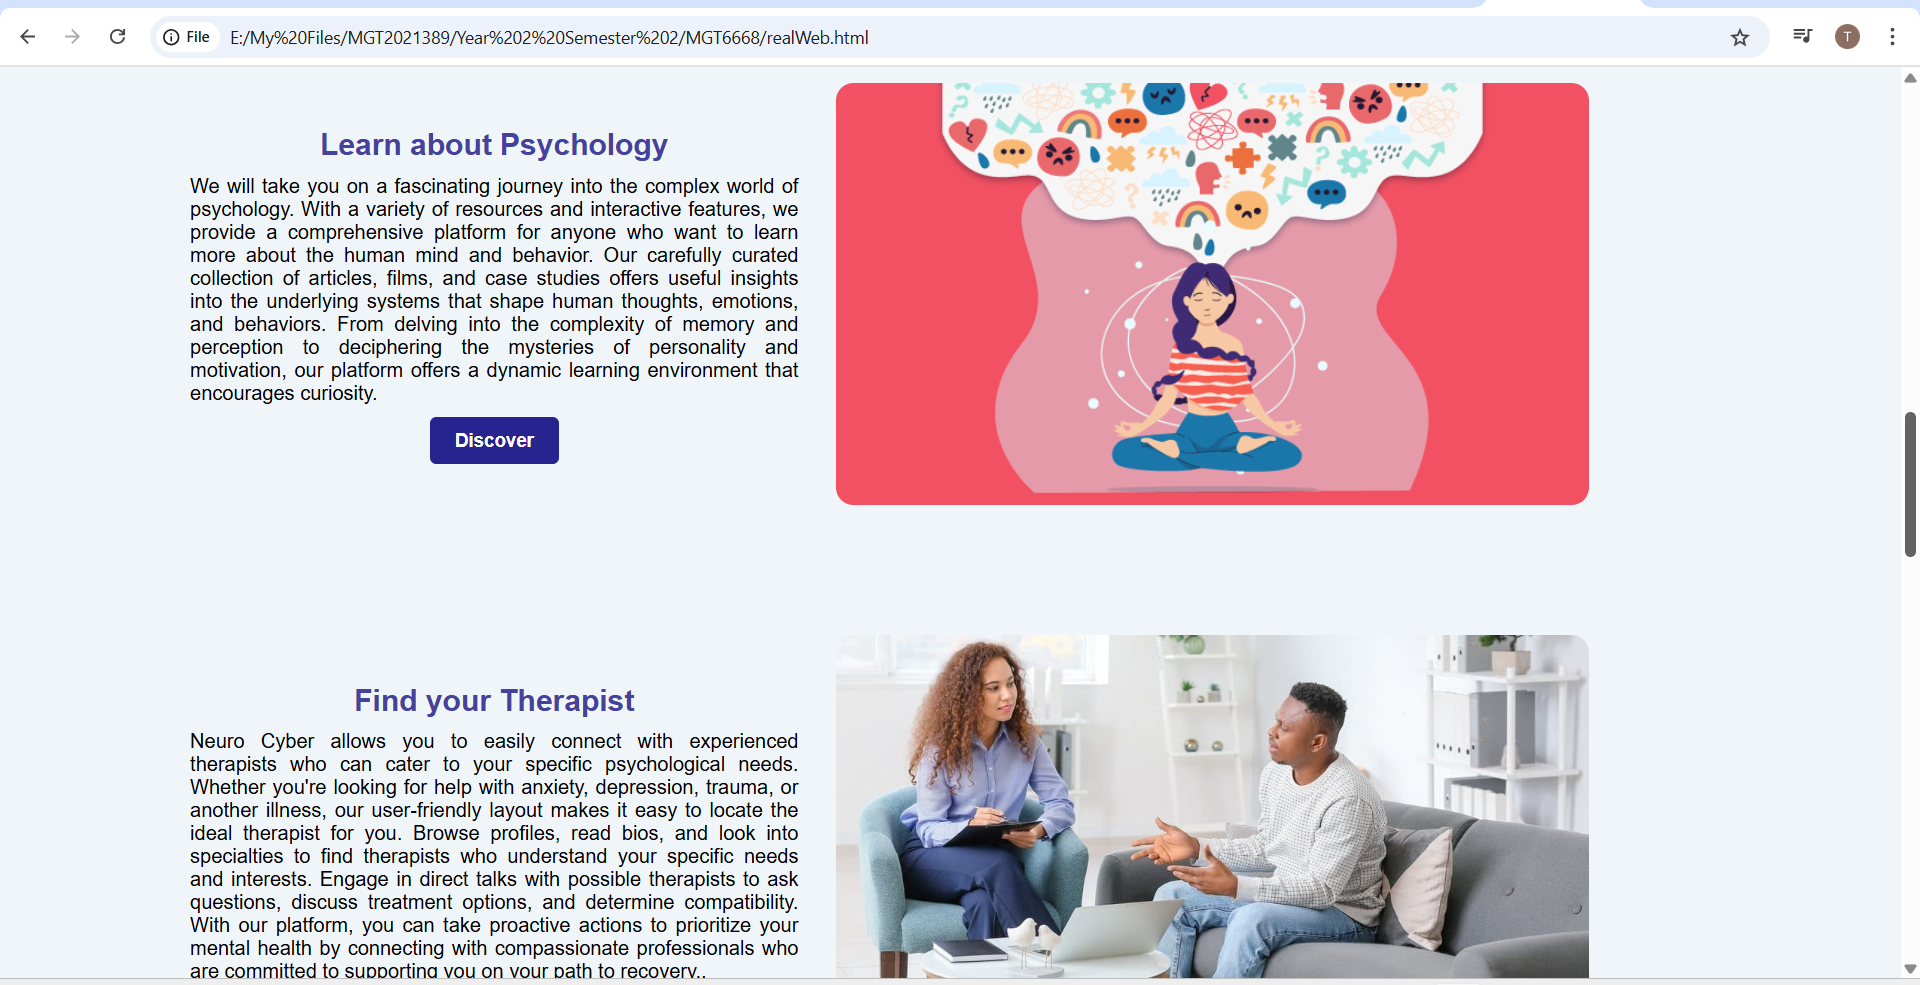 File
E:/My%20Files/MGT2021389/Year%202%20Semester%202/MGT6668/realWeb.html
T
Learn about Psychology
We will take you on a fascinating journey into the complex world of
psychology. With a variety of resources and interactive features, we
provide a comprehensive platform for anyone who want to learn
more about the human mind and behavior. Our carefully curated
collection of articles, films, and case studies offers useful insights
into the underlying systems that shape human thoughts, emotions,
and behaviors. From delving into the complexity of memory and
perception to deciphering the mysteries of personality and
motivation, our platform offers a dynamic learning environment that
encourages curiosity.
Discover
Find your Therapist
Neuro Cyber allows you to easily connect with experienced
therapists who can cater to your specific psychological needs.
Whether you're looking for help with anxiety, depression, trauma, or
another illness, our user-friendly layout makes it easy to locate the
ideal therapist for you. Browse profiles, read bios, and look into
specialties to find therapists who understand your specific needs
and interests. Engage in direct talks with possible therapists to ask
questions, discuss treatment options, and determine compatibility.
With our platform, you can take proactive actions to prioritize your
mental health by connecting with compassionate professionals who
are committed to supporting you on your path to recovery..